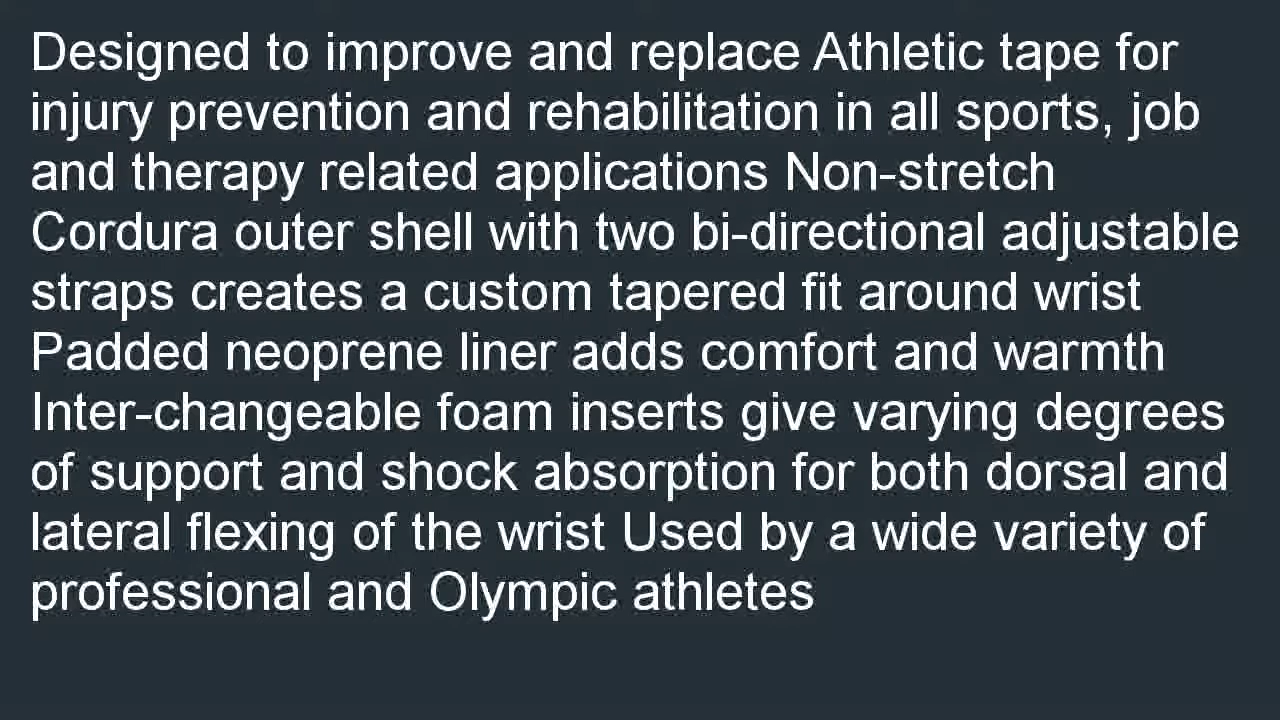 Designed to improve and replace Athletic tape for
injury prevention and rehabilitation in all sports, job
and therapy related applications Non-stretch
Cordura outer shell with two bi-directional adjustable
straps creates a custom tapered fit around wrist
Padded neoprene liner adds comfort and warmth
Inter-changeable foam inserts give varying degrees
of support and shock absorption for both dorsal and
lateral flexing of the wrist Used by a wide variety of
professional and Olympic athletes